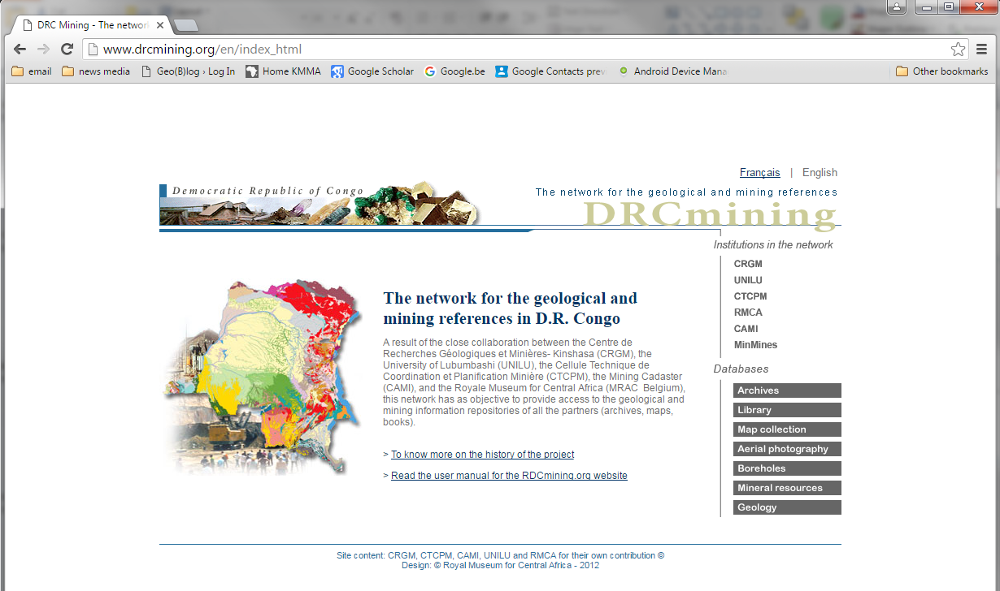 DRC Mining - The networ
www.drcmining.org/en/index_html
email news media Geo(B)log › Log In Home KMMA Google Scholar Google.be Google Contacts prev Android Device Mana Other bookmarks
Français | English
Democratic Republic of Congo
The network for the geological and mining references
DRCmining
Institutions in the network
CRGM
UNILU
CTCPM
RMCA
CAMI
MinMines
Databases
Archives
Library
Map collection
Aerial photography
Boreholes
Mineral resources
Geology
The network for the geological and
mining references in D.R. Congo
A result of the close collaboration between the Centre de
Recherches Géologiques et Minières- Kinshasa (CRGM), the
University of Lubumbashi (UNILU), the Cellule Technique de
Coordination et Planification Minière (CTCPM), the Mining Cadaster
(CAMI), and the Royale Museum for Central Africa (MRAC Belgium),
this network has as objective to provide access to the geological and
mining information repositories of all the partners (archives, maps,
books).
> To know more on the history of the project
> Read the user manual for the RDCmining.org website
Site content: CRGM, CTCPM, CAMI, UNILU and RMCA for their own contribution ©
Design: © Royal Museum for Central Africa - 2012